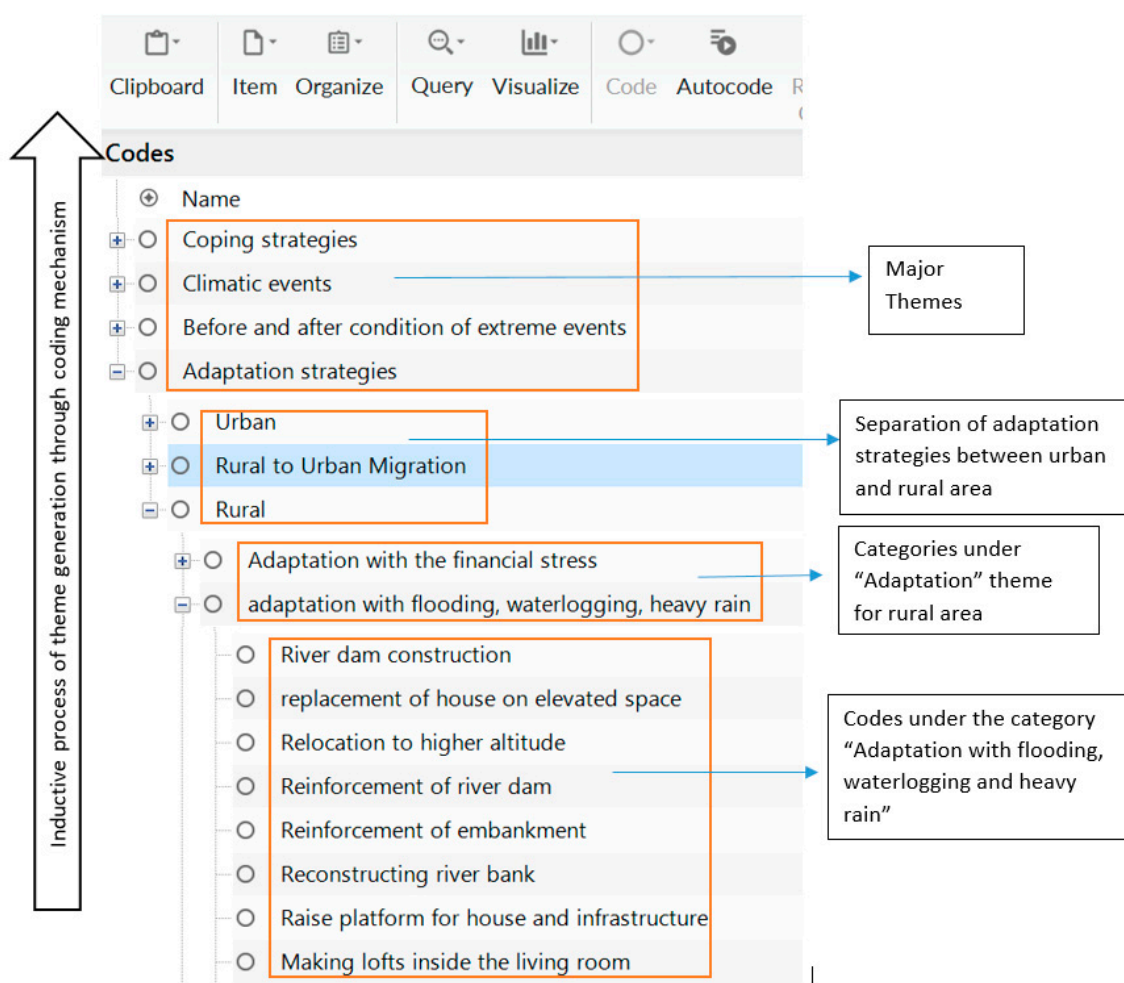 Clipboard
Item
Organize
Query
Visualize
Code
Autocode
Codes
Name
Coping strategies
Climatic events
Before and after condition of extreme events
Adaptation strategies
Urban
Rural to Urban Migration
Rural
Adaptation with the financial stress
adaptation with flooding, waterlogging, heavy rain
River dam construction
replacement of house on elevated space
Relocation to higher altitude
Reinforcement of river dam
Reinforcement of embankment
Reconstructing river bank
Raise platform for house and infrastructure
Making lofts inside the living room
Inductive process of theme generation through coding mechanism
Major
Themes
Separation of adaptation
strategies between urban
and rural area
Categories under
“Adaptation” theme
for rural area
Codes under the category
“Adaptation with flooding,
waterlogging and heavy
rain”